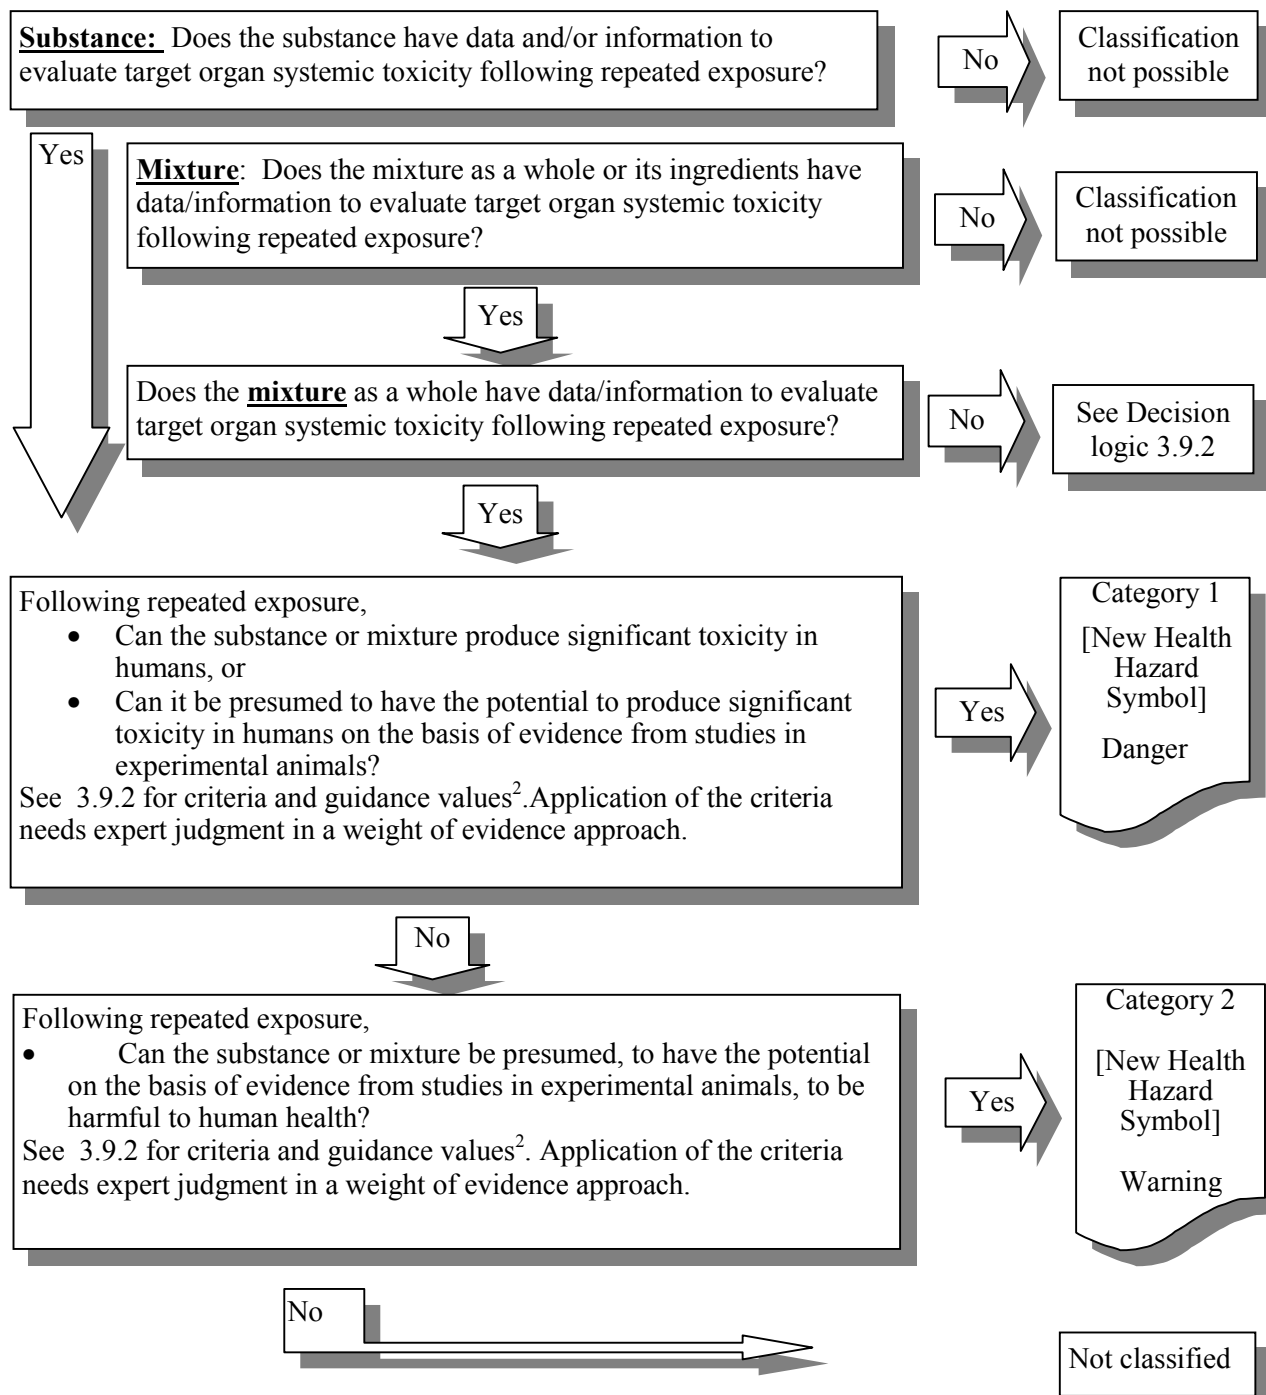 Substance: Does the substance have data and/or information to
evaluate target organ systemic toxicity following repeated exposure?
No
Classification
not possible
Yes
Mixture: Does the mixture as a whole or its ingredients have
data/information to evaluate target organ systemic toxicity
following repeated exposure?
No
Classification
not possible
Yes
Does the mixture as a whole have data/information to evaluate
target organ systemic toxicity following repeated exposure?
No
See Decision
logic 3.9.2
Yes
Following repeated exposure,
• Can the substance or mixture produce significant toxicity in
humans, or
• Can it be presumed to have the potential to produce significant
toxicity in humans on the basis of evidence from studies in
experimental animals?
See 3.9.2 for criteria and guidance values².Application of the criteria
needs expert judgment in a weight of evidence approach.
Yes
Category 1
[New Health
Hazard
Symbol]
Danger
No
Following repeated exposure,
• Can the substance or mixture be presumed, to have the potential
on the basis of evidence from studies in experimental animals, to be
harmful to human health?
See 3.9.2 for criteria and guidance values². Application of the criteria
needs expert judgment in a weight of evidence approach.
Yes
Category 2
[New Health
Hazard
Symbol]
Warning
No
Not classified